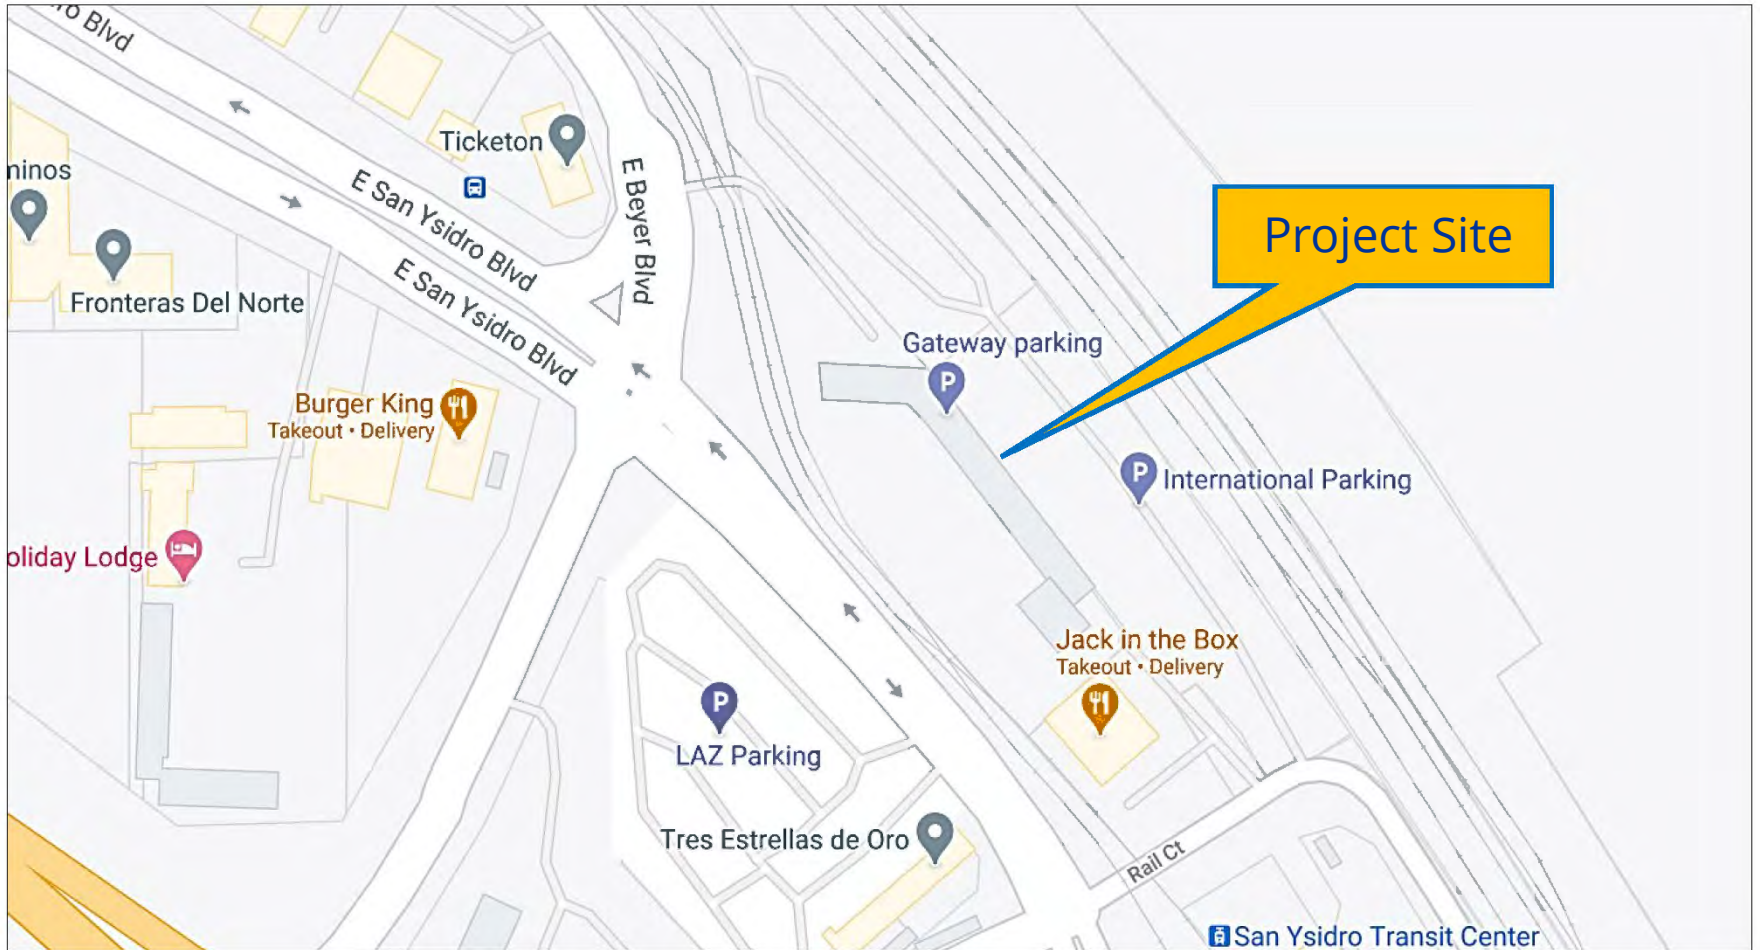 ro Blvd
Ticketon
ninos
E San Ysidro Blvd
E Beyer Blvd
Project Site
E San Ysidro Blvd
Fronteras Del Norte
Gateway parking
P
Burger King
Takeout • Delivery
P
International Parking
oliday Lodge
Jack in the Box
Takeout • Delivery
P
LAZ Parking
Tres Estrellas de Oro
Rail Ct
San Ysidro Transit Center